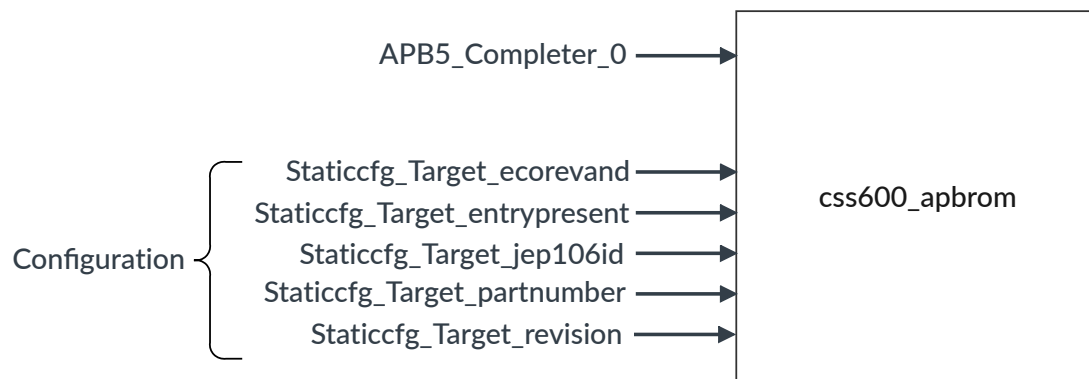 APB5_Completer_0
Staticcfg_Target_ecorevand
Staticcfg_Target_entrypresent
Staticcfg_Target_jep106id
Staticcfg_Target_partnumber
Staticcfg_Target_revision
Configuration
css600_apbrom